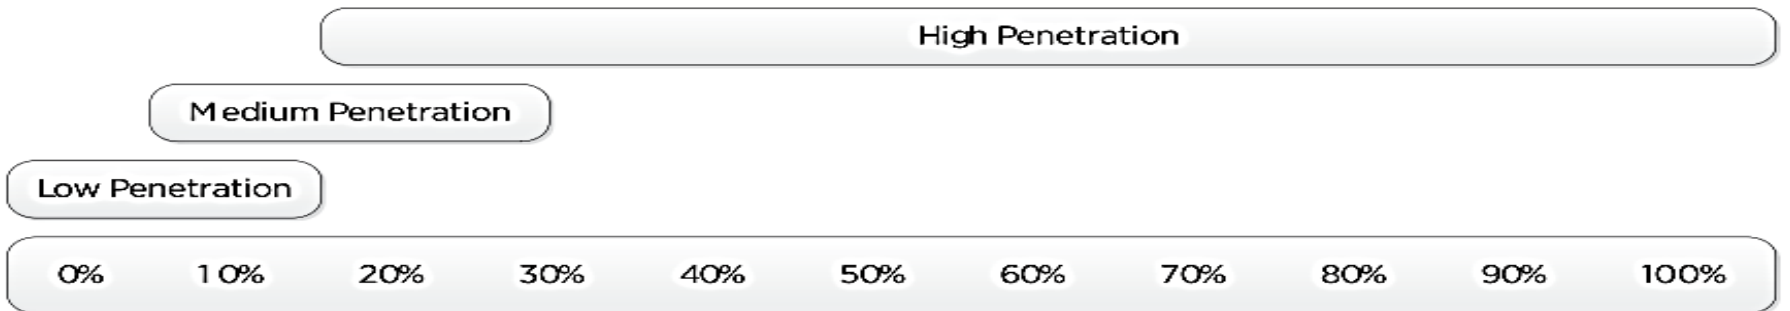 High Penetration
Medium Penetration
Low Penetration
0% 10% 20% 30% 40% 50% 60% 70% 80% 90% 100%